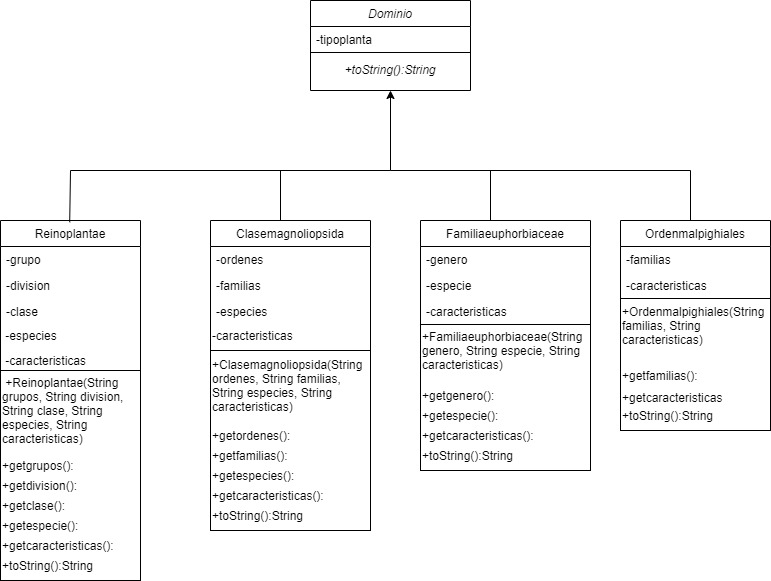 Dominio
-tipoplanta
+toString():String
Reinoplantae
-grupo
-division
-clase
-especies
-caracteristicas
+Reinoplantae(String
grupos, String division,
String clase, String
especies, String
caracteristicas)
+getgrupos():
+getdivision():
+getclase():
+getespecie():
+getcaracteristicas():
+toString():String
Clasemagnoliopsida
-ordenes
-familias
-especies
-caracteristicas
+Clasemagnoliopsida(String
ordenes, String familias,
String especies, String
caracteristicas)
+getordenes():
+getfamilias():
+getespecies():
+getcaracteristicas():
+toString():String
Familiaeuphorbiaceae
-genero
-especie
-caracteristicas
+Familiaeuphorbiaceae(String
genero, String especie, String
caracteristicas)
+getgenero():
+getespecie():
+getcaracteristicas():
+toString():String
Ordenmalpighiales
-familias
-caracteristicas
+Ordenmalpighiales(String
familias, String
caracteristicas)
+getfamilias():
+getcaracteristicas
+toString():String